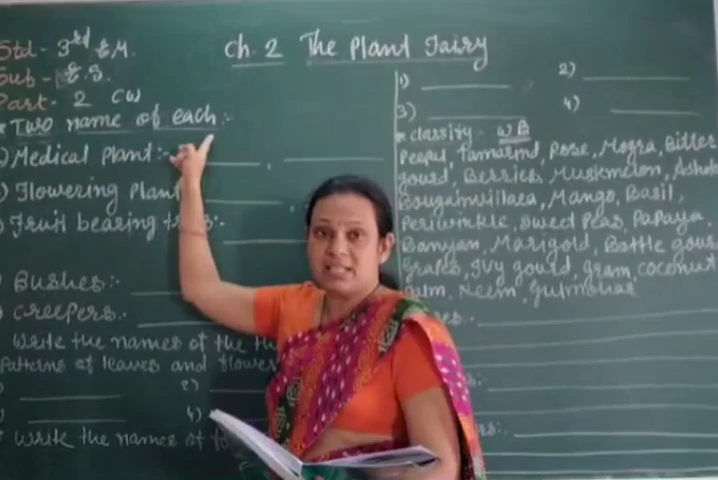 Std- 3rd E.M.
Sub- E.S.
Part- 2 CW
Ch. 2 The Plant Fairy
* Two name of each:-
) Medical plant:-
) Flowering Plant
) Fruit bearing t s:-
) Bushes:-
) Creepers:-
Write the names of the
patterns of leaves and flower
2)
4)
Write the names of
1) 2)
3) 4)
* classify WB
Peepal, Tamarind, Rose, Mogra, Bitter
gourd, Berries, Muskmelon, Ashok
Bougainvillaea, Mango, Basil,
Periwinkle, Sweet Peas, Papaya,
Banyan, Marigold, Bottle gour
Grapes, Ivy gourd, gram, coconut
Palm, Neem, Gulmohar